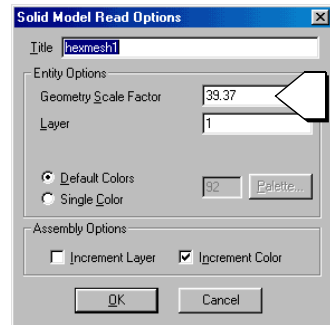 Solid Model Read Options
Title hexmesh1
Entity Options
Geometry Scale Factor 39.37
Layer 1
Default Colors
92 Palette...
Single Color
Assembly Options
Increment Layer Increment Color
OK Cancel